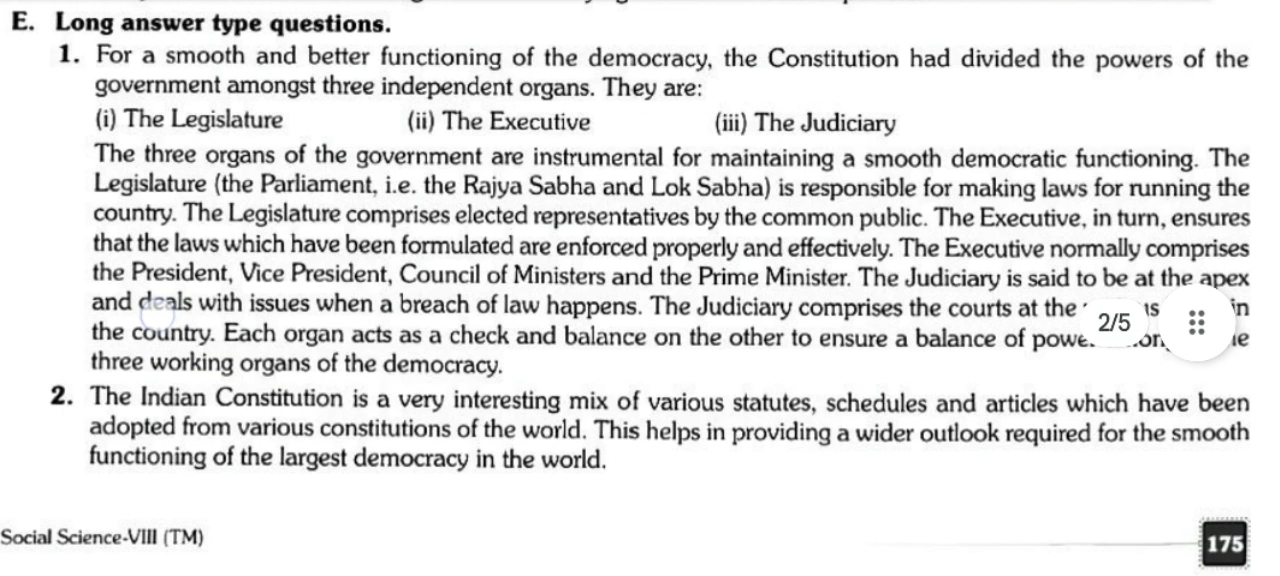 E. Long answer type questions.
1. For a smooth and better functioning of the democracy, the Constitution had divided the powers of the
government amongst three independent organs. They are:
(i) The Legislature (ii) The Executive (iii) The Judiciary
The three organs of the government are instrumental for maintaining a smooth democratic functioning. The
Legislature (the Parliament, i.e. the Rajya Sabha and Lok Sabha) is responsible for making laws for running the
country. The Legislature comprises elected representatives by the common public. The Executive, in turn, ensures
that the laws which have been formulated are enforced properly and effectively. The Executive normally comprises
the President, Vice President, Council of Ministers and the Prime Minister. The Judiciary is said to be at the apex
and deals with issues when a breach of law happens. The Judiciary comprises the courts at the in
2/5
the country. Each organ acts as a check and balance on the other to ensure a balance of
three working organs of the democracy.
2. The Indian Constitution is a very interesting mix of various statutes, schedules and articles which have been
adopted from various constitutions of the world. This helps in providing a wider outlook required for the smooth
functioning of the largest democracy in the world.
Social Science-VIII (TM)
175